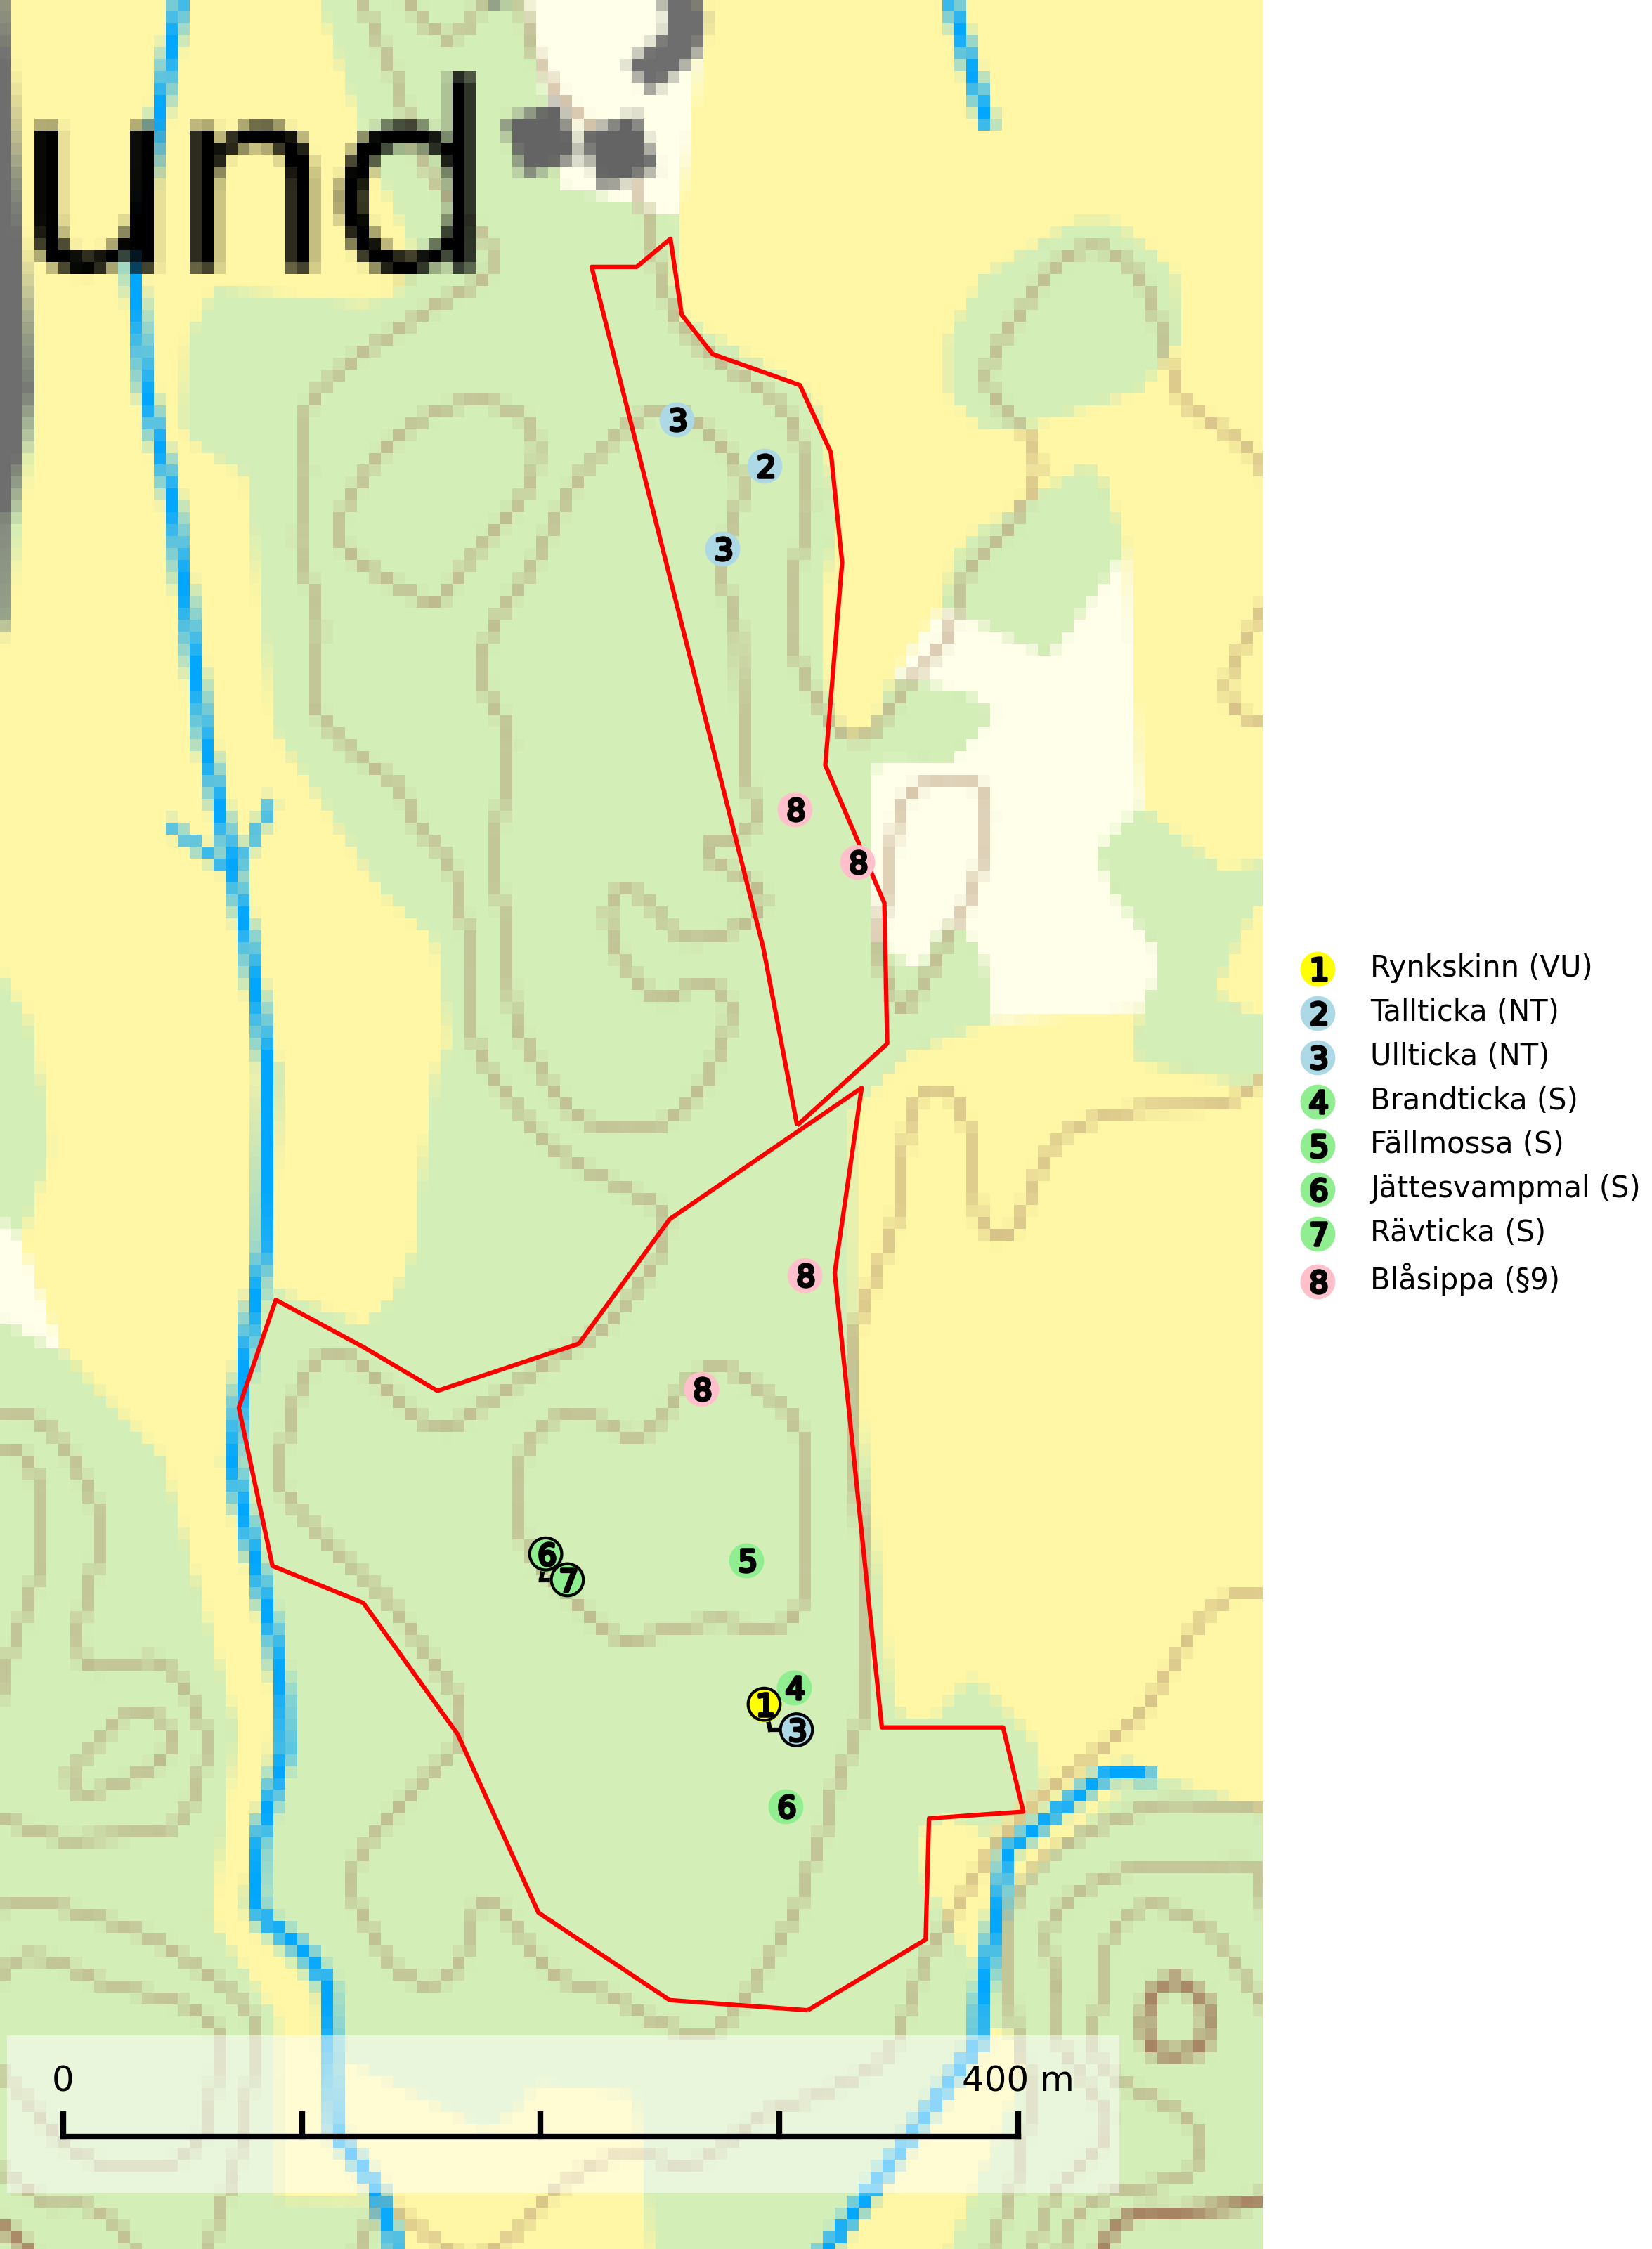 und
3
2
3
8
8
8
8
6
7
5
4
1
3
6
1 Rynkskinn (VU)
2 Tallticka (NT)
3 Ullticka (NT)
4 Brandticka (S)
5 Fällmossa (S)
6 Jättesvampmal (S)
7 Rävticka (S)
8 Blåsippa (§9)
0 400 m